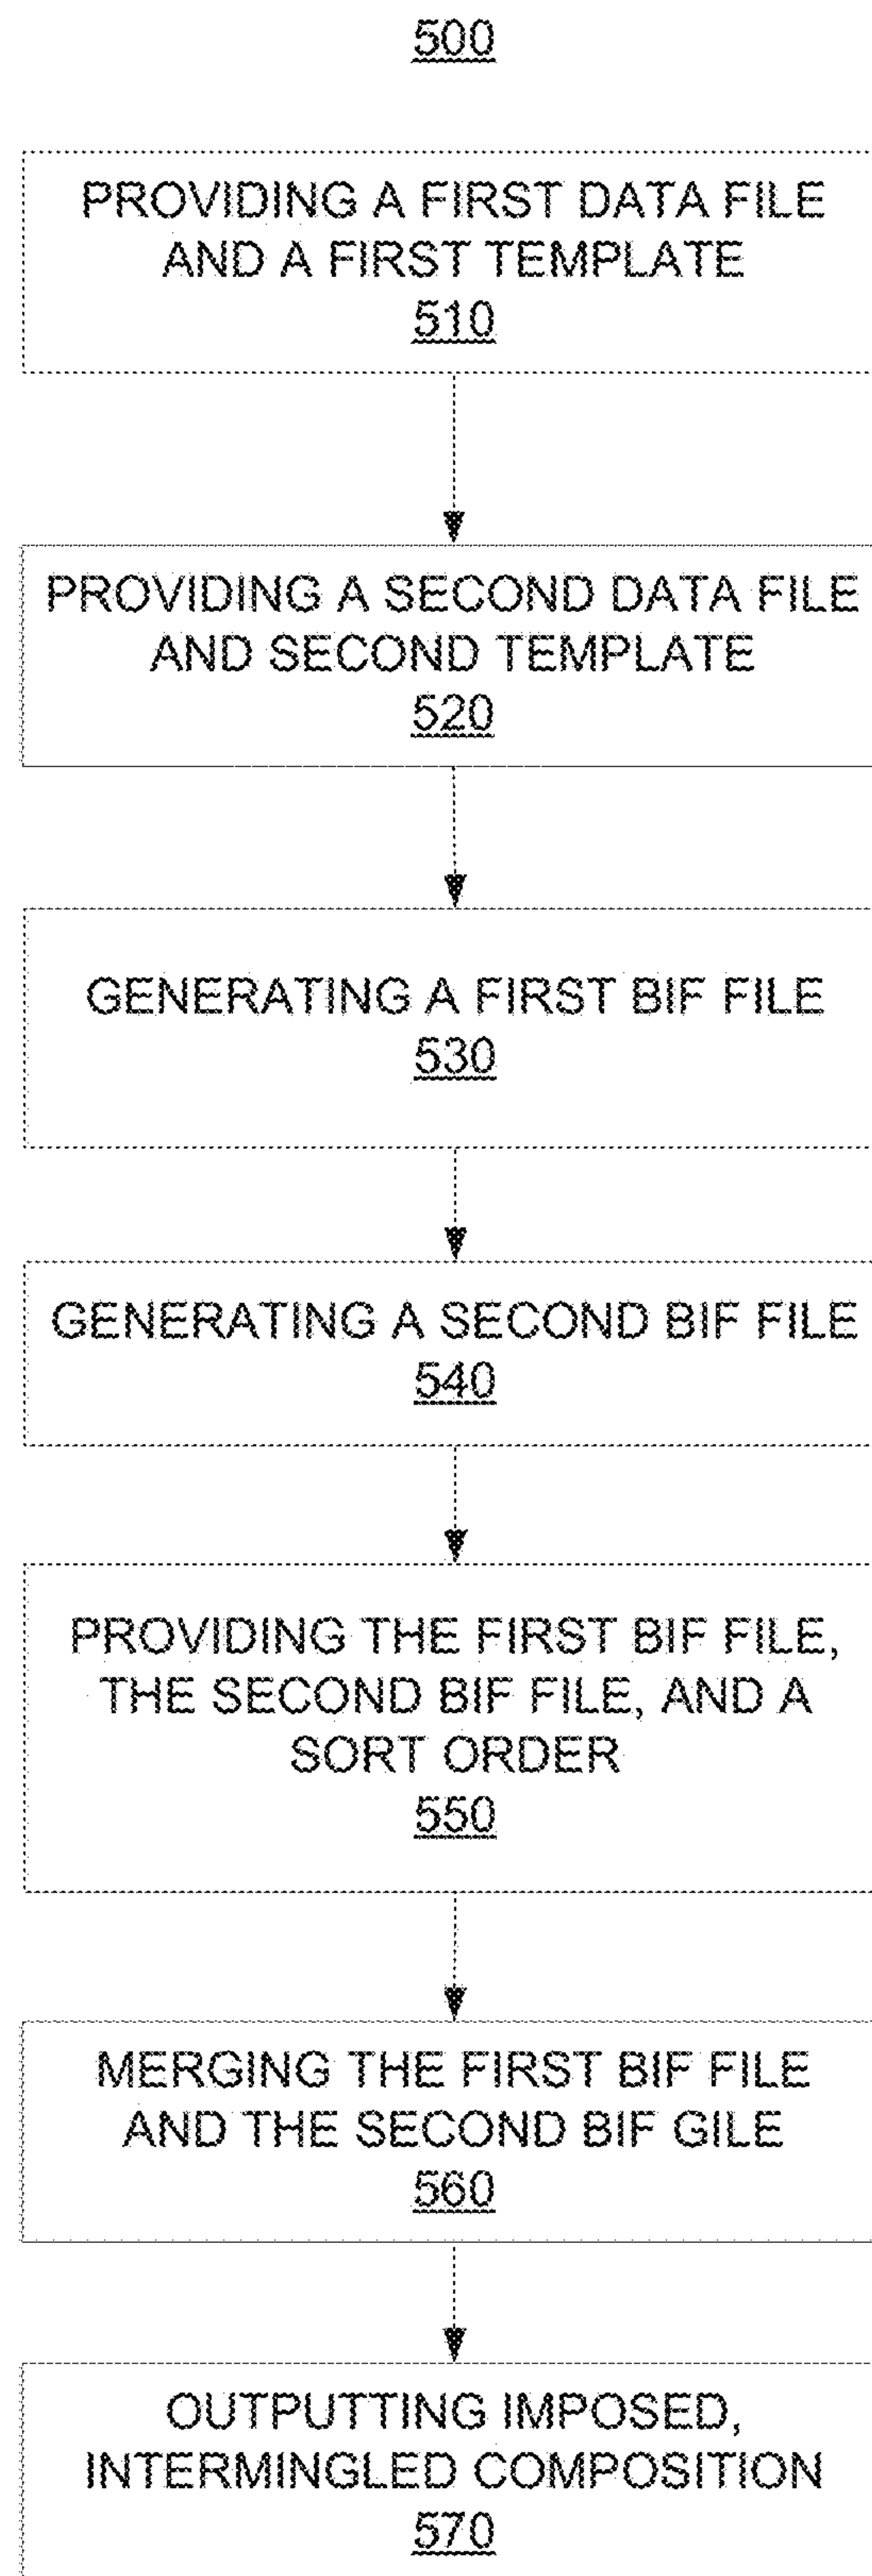 500
PROVIDING A FIRST DATA FILE
AND A FIRST TEMPLATE
510
PROVIDING A SECOND DATA FILE
AND SECOND TEMPLATE
520
GENERATING A FIRST BIF FILE
530
GENERATING A SECOND BIF FILE
540
PROVIDING THE FIRST BIF FILE,
THE SECOND BIF FILE, AND A
SORT ORDER
550
MERGING THE FIRST BIF FILE
AND THE SECOND BIF GILE
560
OUTPUTTING IMPOSED,
INTERMINGLED COMPOSITION
570